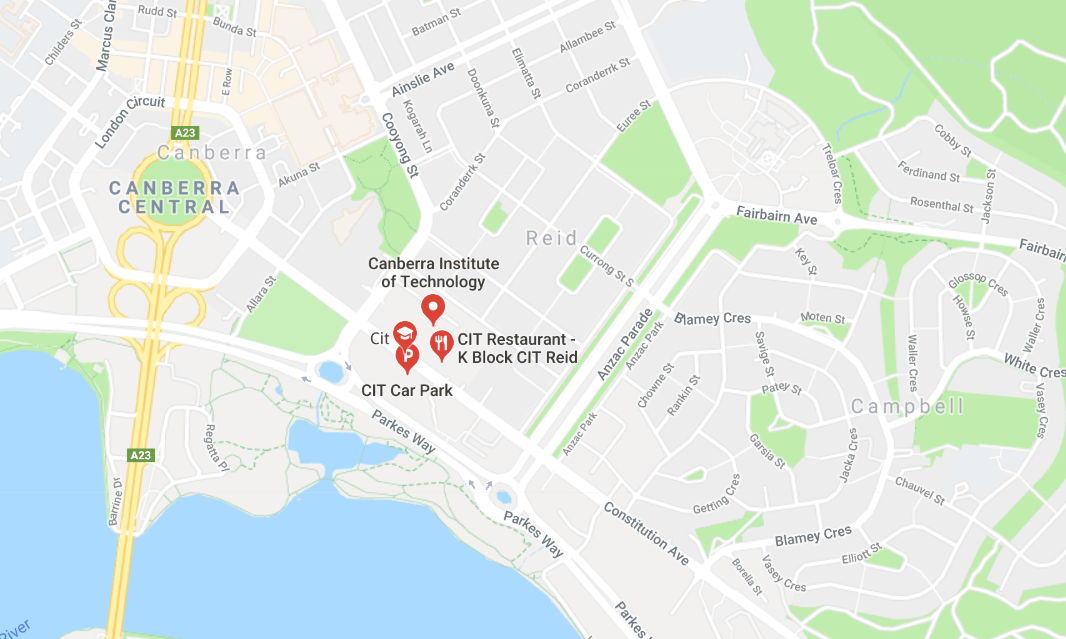 Rudd St
Bunda St
Batman St
Childers St
Marcus Clar
Allambee St
Elimatta St
Ainslie Ave
Coranderrk St
Doonkuna St
E Row
London Circuit
Kogarah Ln
Euree St
Cooyong St
A23
Canberra
Akuna St
Coranderrk St
Treloar Cres
Cobby St
Ferdinand St
Jackson St
Rosenthal St
CANBERRA
CENTRAL
Fairbairn Ave
Fairbairn
Reid
Currong St S
Key St
Canberra Institute
of Technology
Allara St
Glossop Cres
Howse St
Waller Cres
Cit
CIT Restaurant -
K Block CIT Reid
CIT Car Park
Anzac Parade
Anzac Park
Blamey Cres
Moten St
Savige St
Waller Cres
White Cres
Chowne St
Rankin St
Patey St
Vasey Cres
Campbell
Parkes Way
Anzac Park
Garsia St
Jacka Cres
Regatta Pl
A23
Barrine Dr
Getting Cres
Chauvel St
Parkes Way
Constitution Ave
Blamey Cres
Elliott St
Borella St
Vasey Cres
Parkes
River